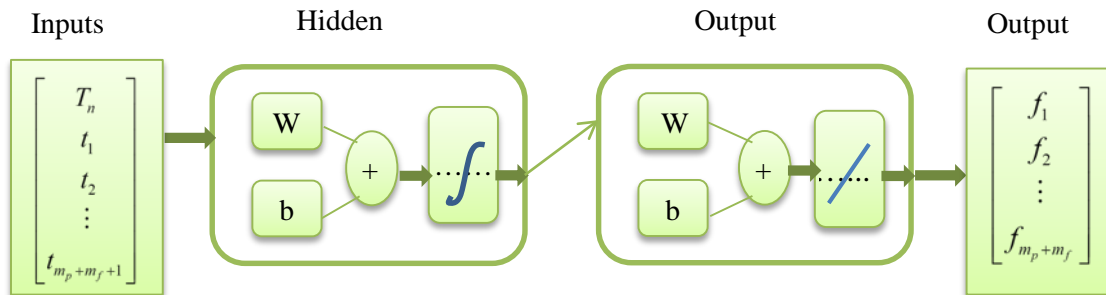 Inputs
Hidden
Output
Output
T_n
t_1
t_2
⋮
t_{m_p+m_f+1}
W
b
+
W
b
+
f_1
f_2
⋮
f_{m_p+m_f}